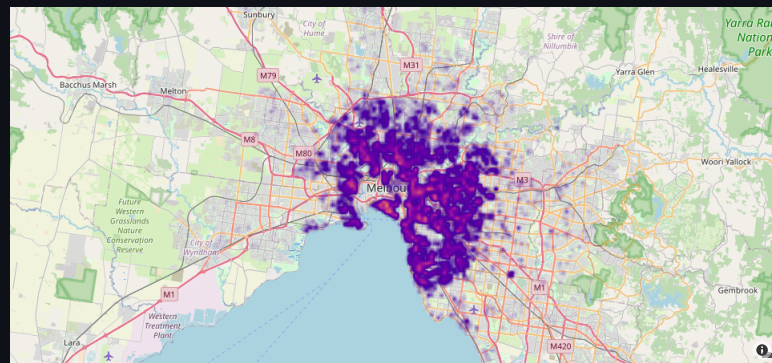 Sunbury
City of
Hume
Shire of
Nillumbik
Yarra Ra
Nation
Park
M31
M79
Yarra Glen
Healesville
Bacchus Marsh
Melton
M8
M80
Woori Yallock
M3
Melbou
Future
Western
Grasslands
Nature
Conservation
Reserve
City of
Wyndham
M1
M1
Gembrook
Western
Treatment
Plant
Lara
M420